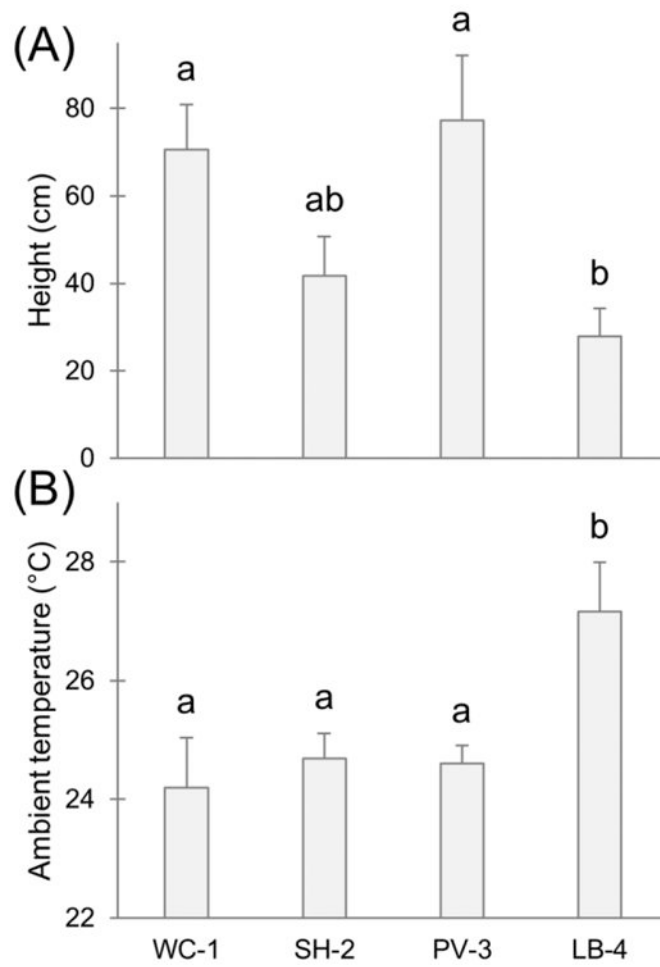 (A)
Height (cm)
80
60
40
20
0
a
ab
a
b
(B)
Ambient temperature (°C)
28
26
24
22
a
a
a
b
WC-1 SH-2 PV-3 LB-4